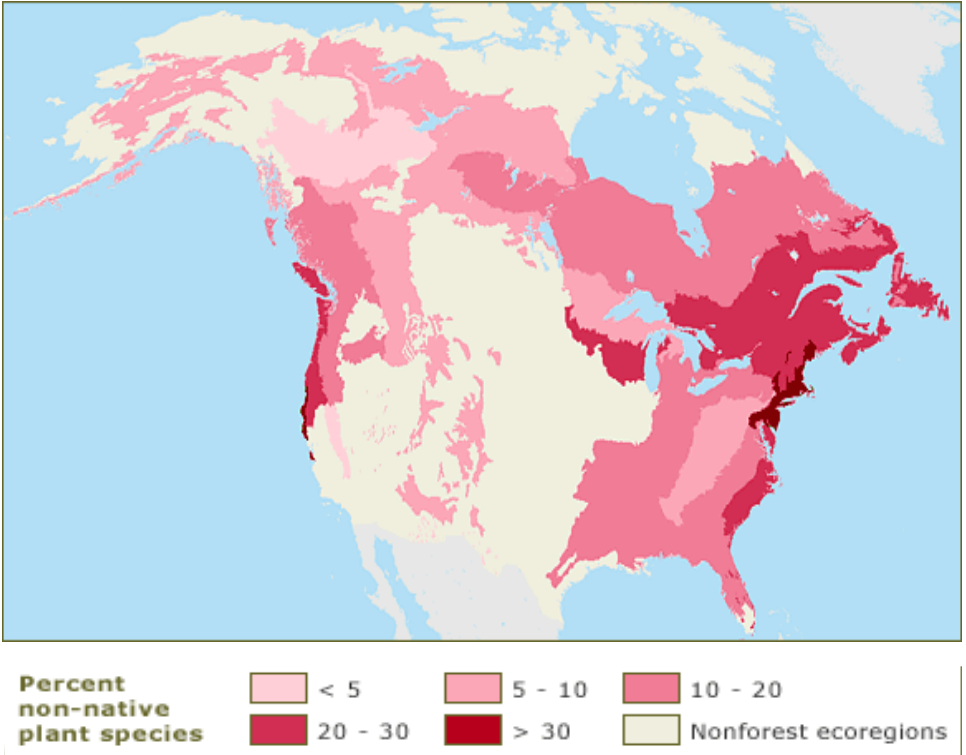 Percent
non-native
plant species
< 5
5 - 10
10 - 20
20 - 30
> 30
Nonforest ecoregions